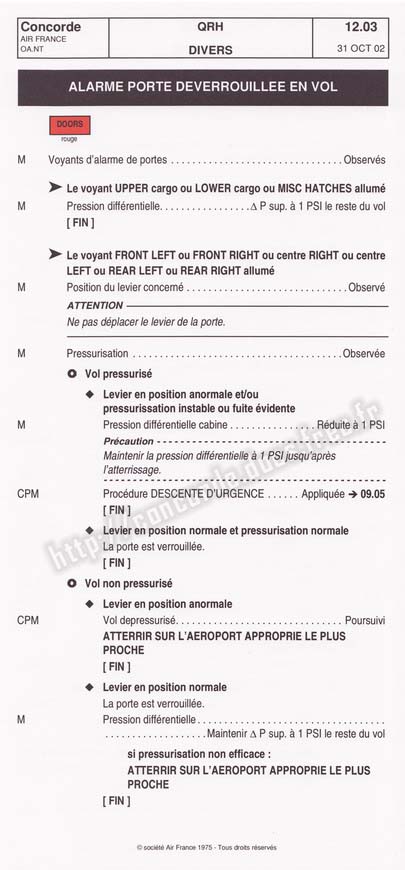 Concorde QRH 12.03
AIR FRANCE
OA.NT DIVERS 31 OCT 02
ALARME PORTE DEVERROUILLEE EN VOL
DOORS
rouge
M Voyants d'alarme de portes . . . . . . . . . . . . . . . . . . . . . . . . . . . . Observés
➤ Le voyant UPPER cargo ou LOWER cargo ou MISC HATCHES allumé
M Pression différentielle. . . . . . . . . . . . . . . . Δ P sup. à 1 PSI le reste du vol
[ FIN ]
➤ Le voyant FRONT LEFT ou FRONT RIGHT ou centre RIGHT ou centre
LEFT ou REAR LEFT ou REAR RIGHT allumé
M Position du levier concerné . . . . . . . . . . . . . . . . . . . . . . . . . . . . Observé
ATTENTION
Ne pas déplacer le levier de la porte.
M Pressurisation . . . . . . . . . . . . . . . . . . . . . . . . . . . . . . . . . . . . Observée
✪ Vol pressurisé
◆ Levier en position anormale et/ou
pressurissation instable ou fuite évidente
M Pression différentielle cabine . . . . . . . . . . . . . . . Réduite à 1 PSI
Précaution
Maintenir la pression différentielle à 1 PSI jusqu'après
l'atterrissage.
CPM Procédure DESCENTE D'URGENCE . . . . . . Appliquée ➔ 09.05
[ FIN ]
◆ Levier en position normale et pressurisation normale
La porte est verrouillée.
[ FIN ]
✪ Vol non pressurisé
◆ Levier en position anormale
CPM Vol depressurisé. . . . . . . . . . . . . . . . . . . . . . . . . . . . . Poursuivi
ATTERRIR SUR L'AEROPORT APPROPRIE LE PLUS
PROCHE
[ FIN ]
◆ Levier en position normale
La porte est verrouillée.
M Pression différentielle . . . . . . . . . . . . . . . . . . . . . . . . . . . . . . . . .
. . . . . . . . . . . . . . . . . . Maintenir Δ P sup. à 1 PSI le reste du vol
si pressurisation non efficace :
ATTERRIR SUR L'AEROPORT APPROPRIE LE PLUS
PROCHE
[ FIN ]
© société Air France 1975 - Tous droits réservés